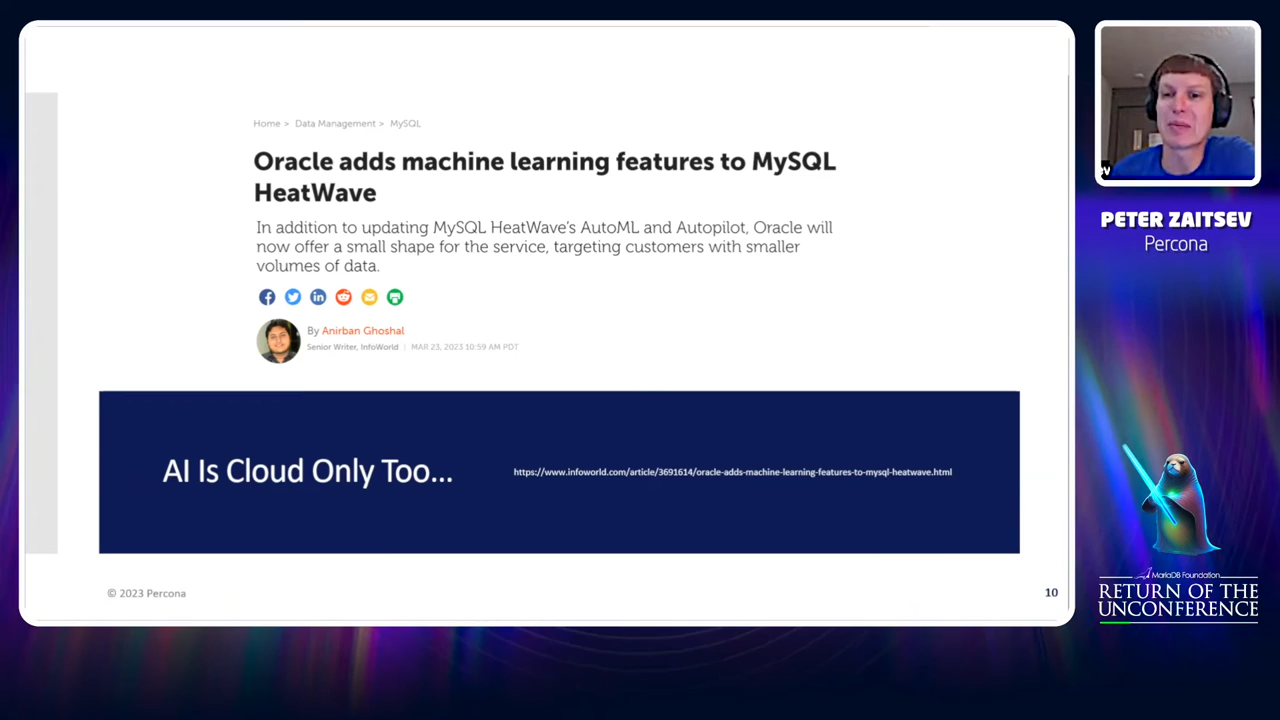 Home > Data Management > MySQL
Oracle adds machine learning features to MySQL
HeatWave
In addition to updating MySQL HeatWave's AutoML and Autopilot, Oracle will
now offer a small shape for the service, targeting customers with smaller
volumes of data.
By Anirban Ghoshal
Senior Writer, InfoWorld | MAR 23, 2023 10:59 AM PDT
AI Is Cloud Only Too...
https://www.infoworld.com/article/3691614/oracle-adds-machine-learning-features-to-mysql-heatwave.html
© 2023 Percona
10
ev
PETER ZAITSEV
Percona
MariaDB Foundation
RETURN OF THE
UNCONFERENCE